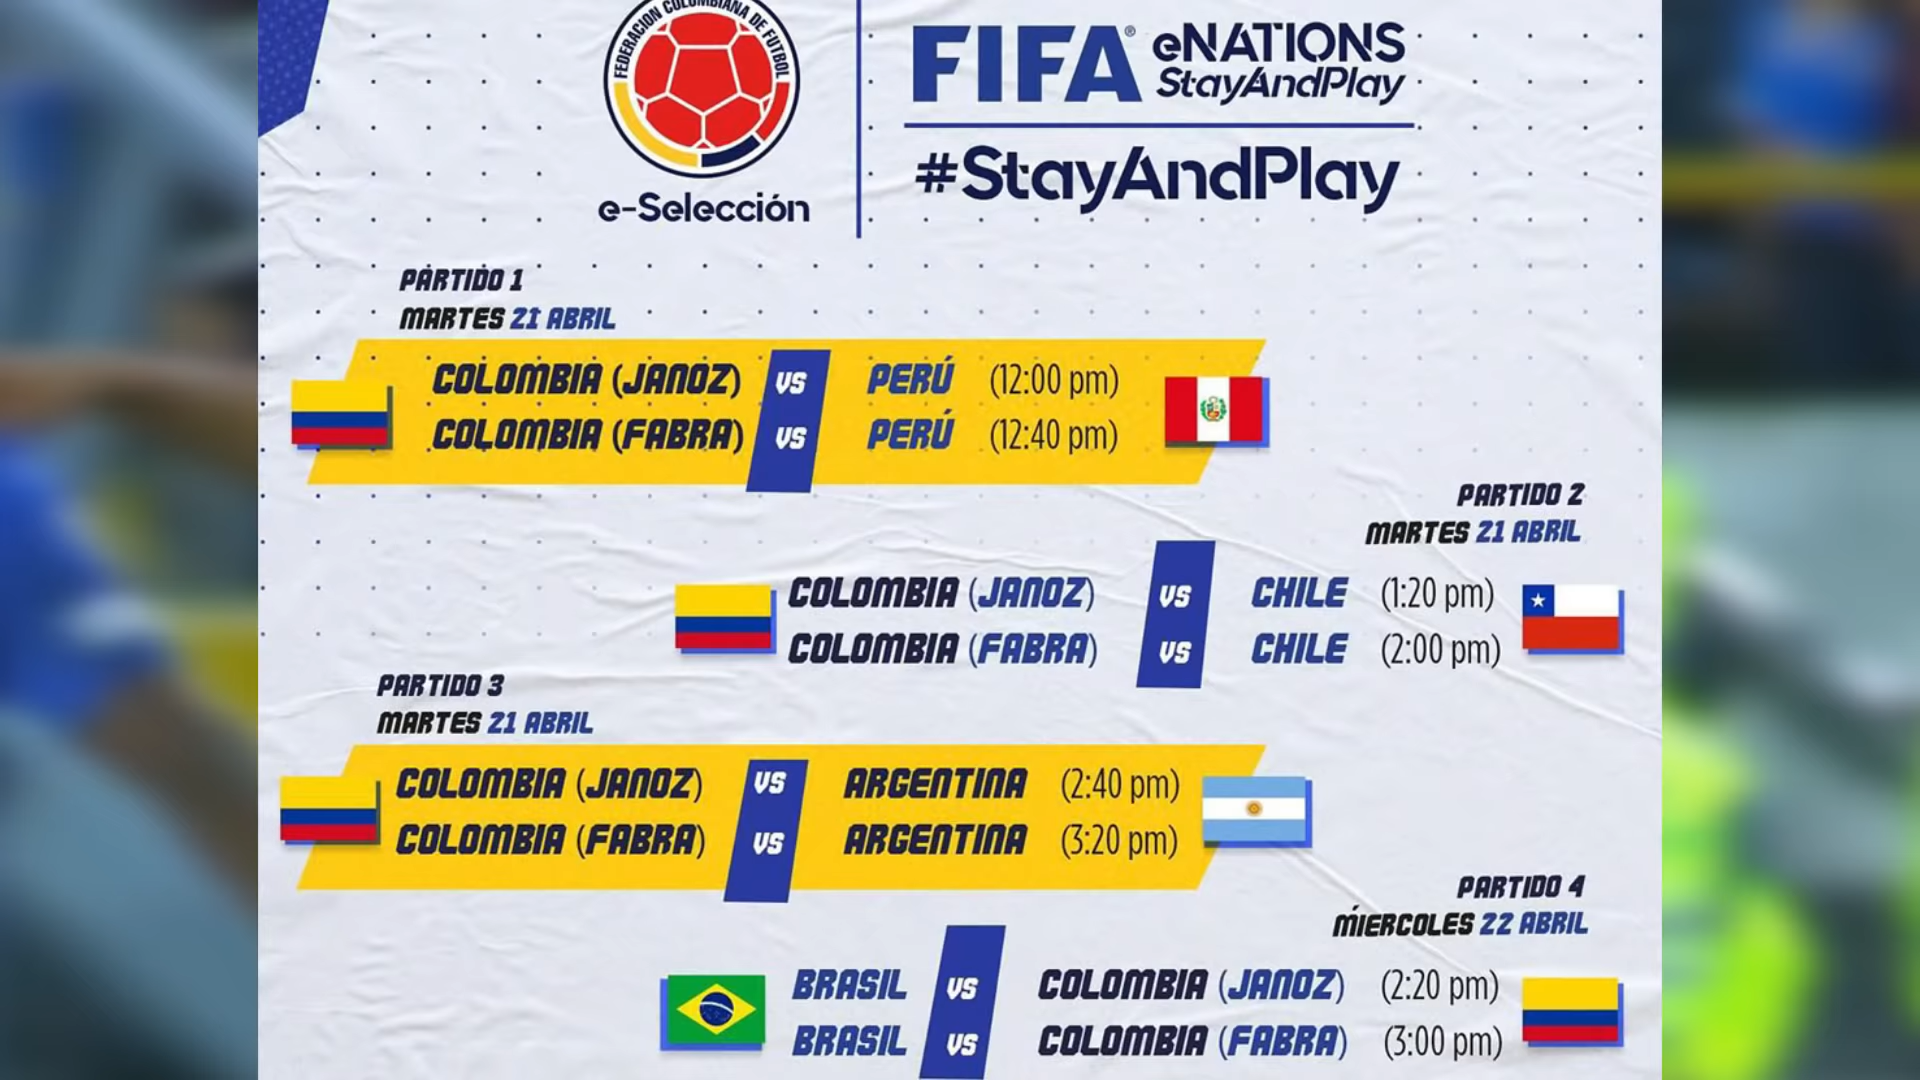 FEDERACION COLOMBIANA DE FUTBOL
e-Selección
FIFA® eNATIONS
StayAndPlay
#StayAndPlay
PARTIDO 1
MARTES 21 ABRIL
COLOMBIA (JANOZ) VS PERÚ (12:00 pm)
COLOMBIA (FABRA) VS PERÚ (12:40 pm)
PARTIDO 2
MARTES 21 ABRIL
COLOMBIA (JANOZ) VS CHILE (1:20 pm)
COLOMBIA (FABRA) VS CHILE (2:00 pm)
PARTIDO 3
MARTES 21 ABRIL
COLOMBIA (JANOZ) VS ARGENTINA (2:40 pm)
COLOMBIA (FABRA) VS ARGENTINA (3:20 pm)
PARTIDO 4
MÍERCOLES 22 ABRIL
BRASIL VS COLOMBIA (JANOZ) (2:20 pm)
BRASIL VS COLOMBIA (FABRA) (3:00 pm)